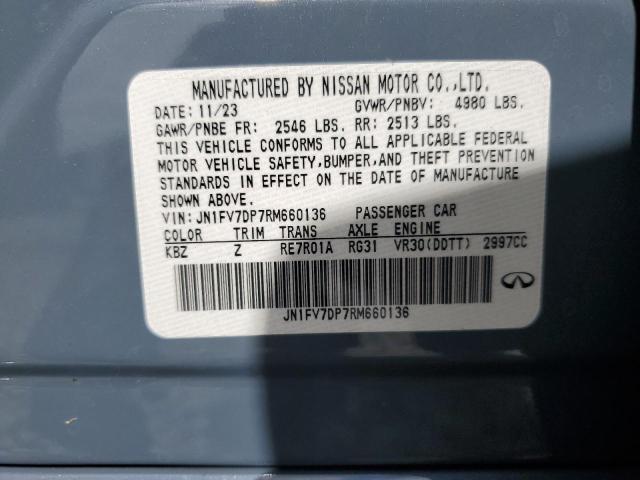 MANUFACTURED BY NISSAN MOTOR CO.,LTD.
DATE: 11/23 GVWR/PNBV: 4980 LBS.
GAWR/PNBE FR: 2546 LBS. RR: 2513 LBS.
THIS VEHICLE CONFORMS TO ALL APPLICABLE FEDERAL
MOTOR VEHICLE SAFETY,BUMPER,AND THEFT PREVENTION
STANDARDS IN EFFECT ON THE DATE OF MANUFACTURE
SHOWN ABOVE.
VIN: JN1FV7DP7RM660136 PASSENGER CAR
COLOR TRIM TRANS AXLE ENGINE
KBZ Z RE7R01A RG31 VR30(DDTT) 2997CC
JN1FV7DP7RM660136